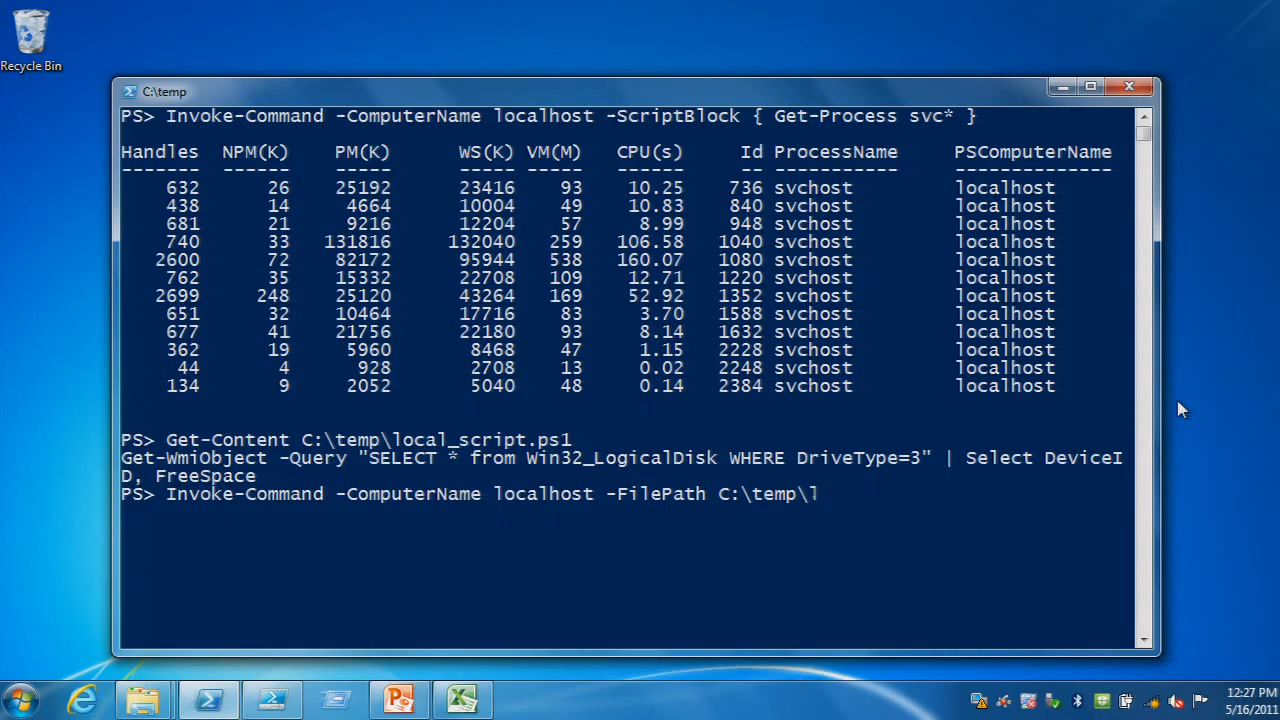 Recycle Bin
C:\temp
PS> Invoke-Command -ComputerName localhost -ScriptBlock { Get-Process svc* }
Handles NPM(K) PM(K) WS(K) VM(M) CPU(s) Id ProcessName PSComputerName
------- ------ ----- ----- ----- ------ -- ----------- --------------
632 26 25192 23416 93 10.25 736 svchost localhost
438 14 4664 10004 49 10.83 840 svchost localhost
681 21 9216 12204 57 8.99 948 svchost localhost
740 33 131816 132040 259 106.58 1040 svchost localhost
2600 72 82172 95944 538 160.07 1080 svchost localhost
762 35 15332 22708 109 12.71 1220 svchost localhost
2699 248 25120 43264 169 52.92 1352 svchost localhost
651 32 10464 17716 83 3.70 1588 svchost localhost
677 41 21756 22180 93 8.14 1632 svchost localhost
362 19 5960 8468 47 1.15 2228 svchost localhost
44 4 928 2708 13 0.02 2248 svchost localhost
134 9 2052 5040 48 0.14 2384 svchost localhost
PS> Get-Content C:\temp\local_script.ps1
Get-WmiObject -Query "SELECT * from Win32_LogicalDisk WHERE DriveType=3" | Select DeviceI
D, FreeSpace
PS> Invoke-Command -ComputerName localhost -FilePath C:\temp\l
12:27 PM
5/16/2011